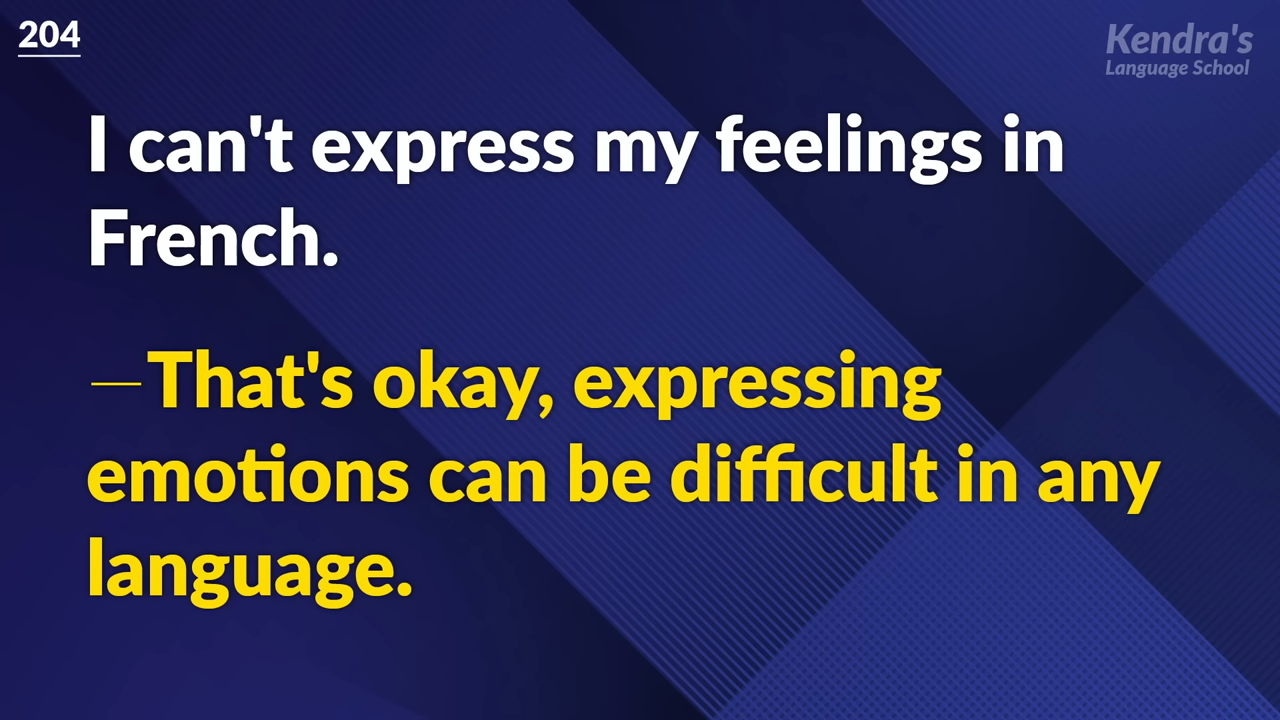 204
Kendra's
Language School
I can't express my feelings in
French.
—That's okay, expressing
emotions can be difficult in any
language.